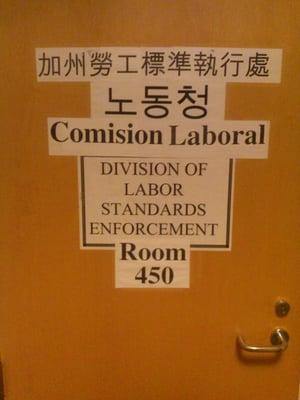 加州勞工標準執行處
노동청
Comision Laboral
DIVISION OF
LABOR
STANDARDS
ENFORCEMENT
Room
450